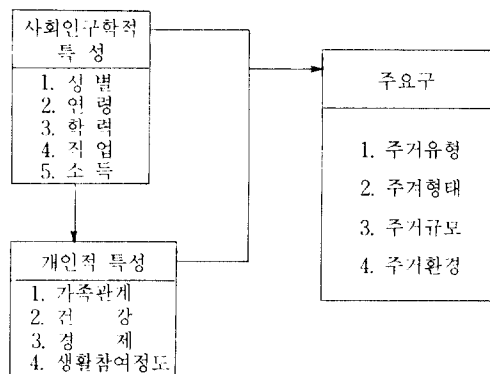 사회인구학적
특 성
1. 성 별
2. 연 령
3. 학 력
4. 직 업
5. 소 득
개인적 특성
1. 가족관계
2. 건 강
3. 경 제
4. 생활참여정도
주요구
1. 주거유형
2. 주거형태
3. 주거규모
4. 주거환경